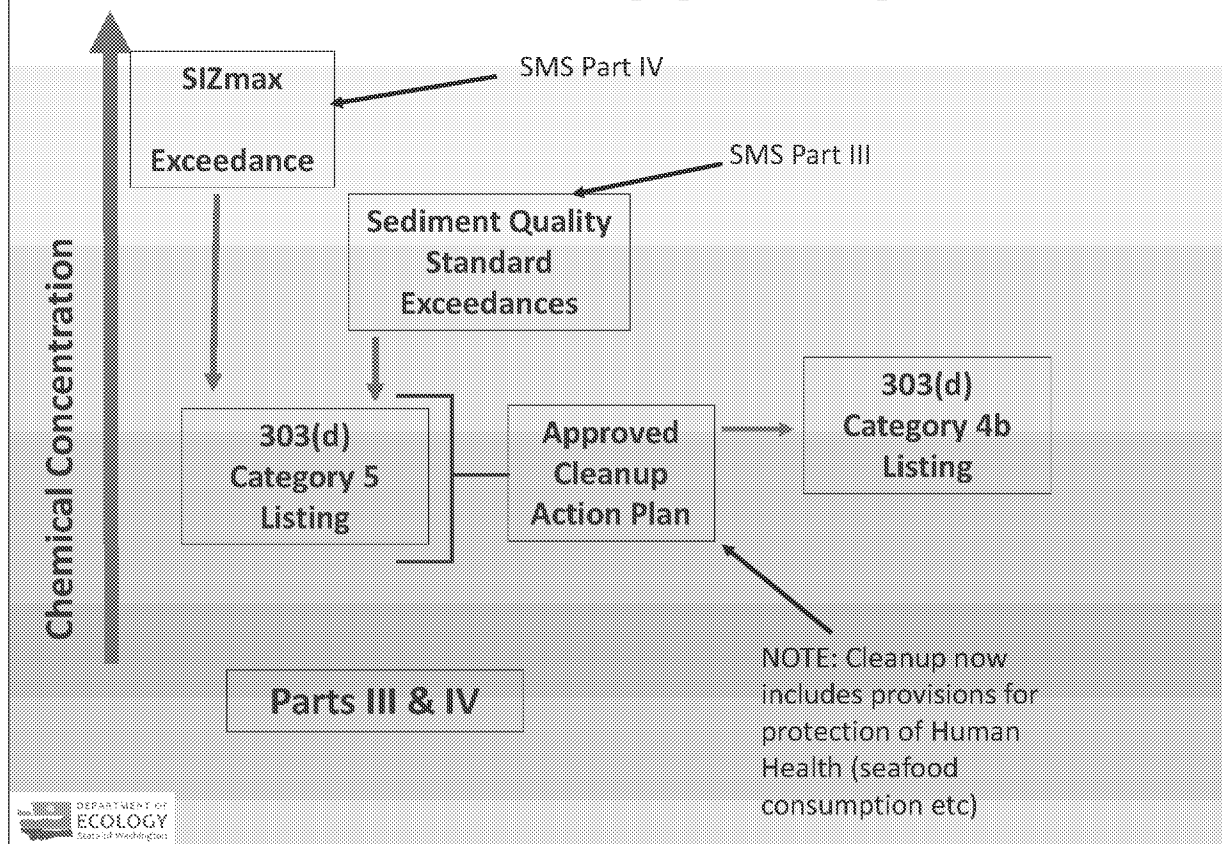 SIZmax
Exceedance
SMS Part IV
SMS Part III
Sediment Quality
Standard
Exceedances
Chemical Concentration
303(d)
Category 5
Listing
Approved
Cleanup
Action Plan
303(d)
Category 4b
Listing
Parts III & IV
NOTE: Cleanup now
includes provisions for
protection of Human
Health (seafood
consumption etc)
DEPARTMENT OF
ECOLOGY
State of Washington